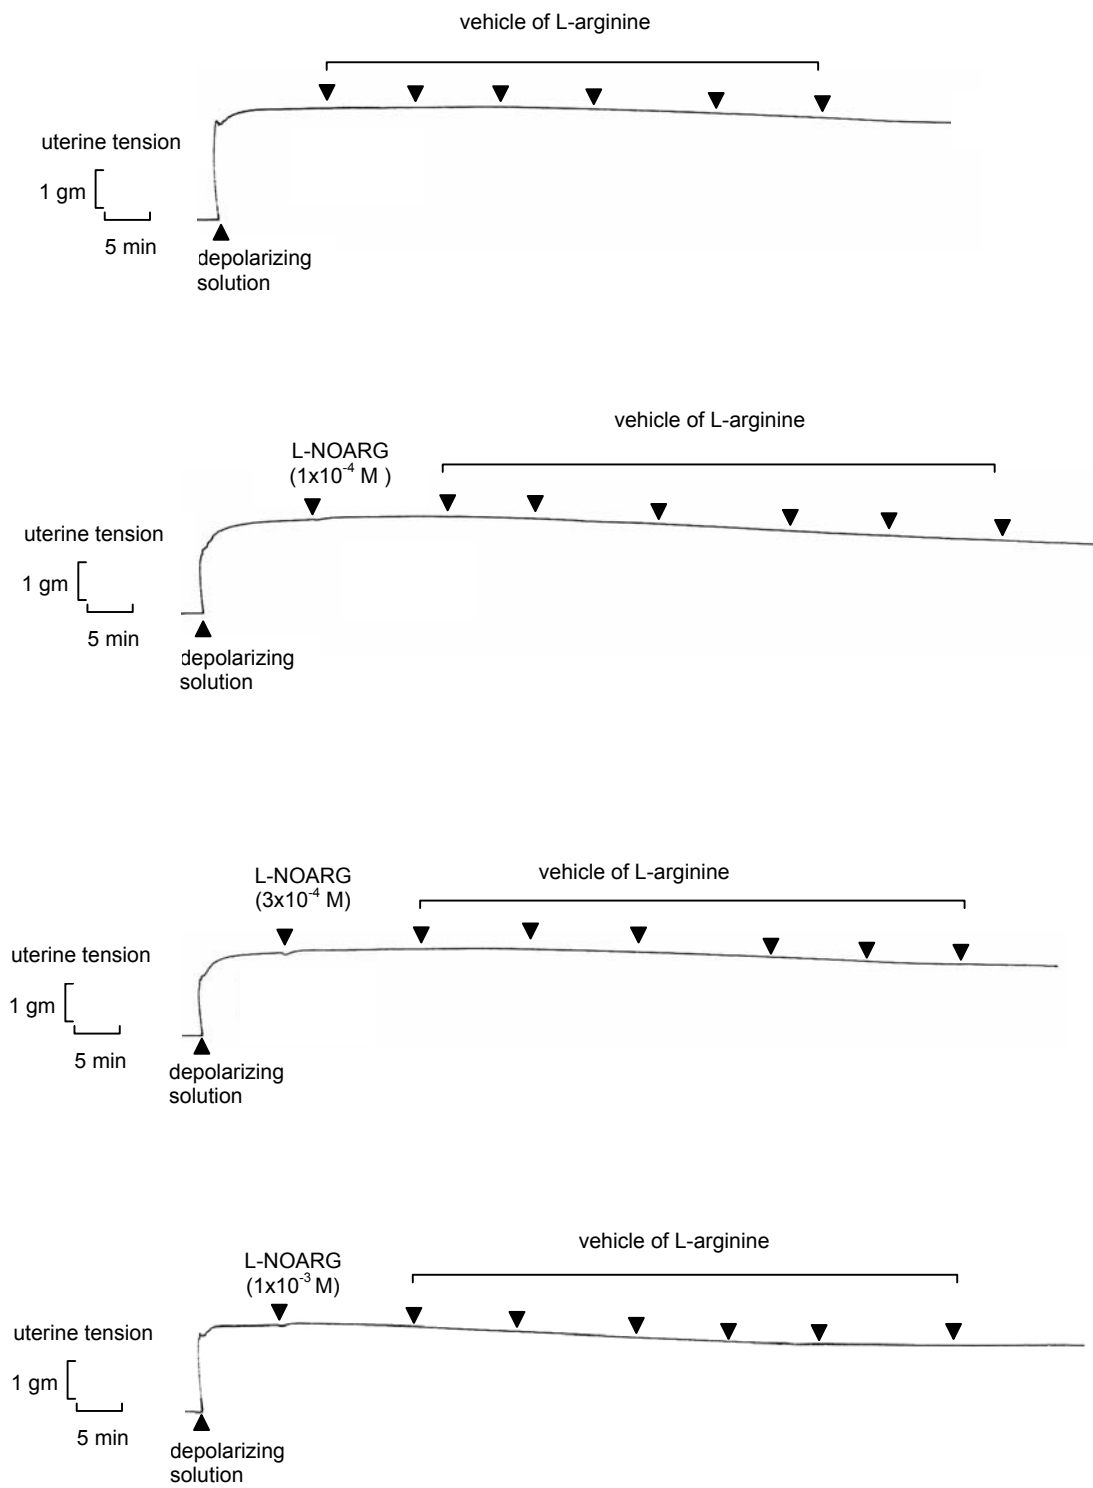 vehicle of L-arginine
uterine tension
1 gm
5 min
depolarizing
solution
vehicle of L-arginine
L-NOARG
(1x10⁻⁴ M )
uterine tension
1 gm
5 min
depolarizing
solution
vehicle of L-arginine
L-NOARG
(3x10⁻⁴ M)
uterine tension
1 gm
5 min
depolarizing
solution
vehicle of L-arginine
L-NOARG
(1x10⁻³ M)
uterine tension
1 gm
5 min
depolarizing
solution